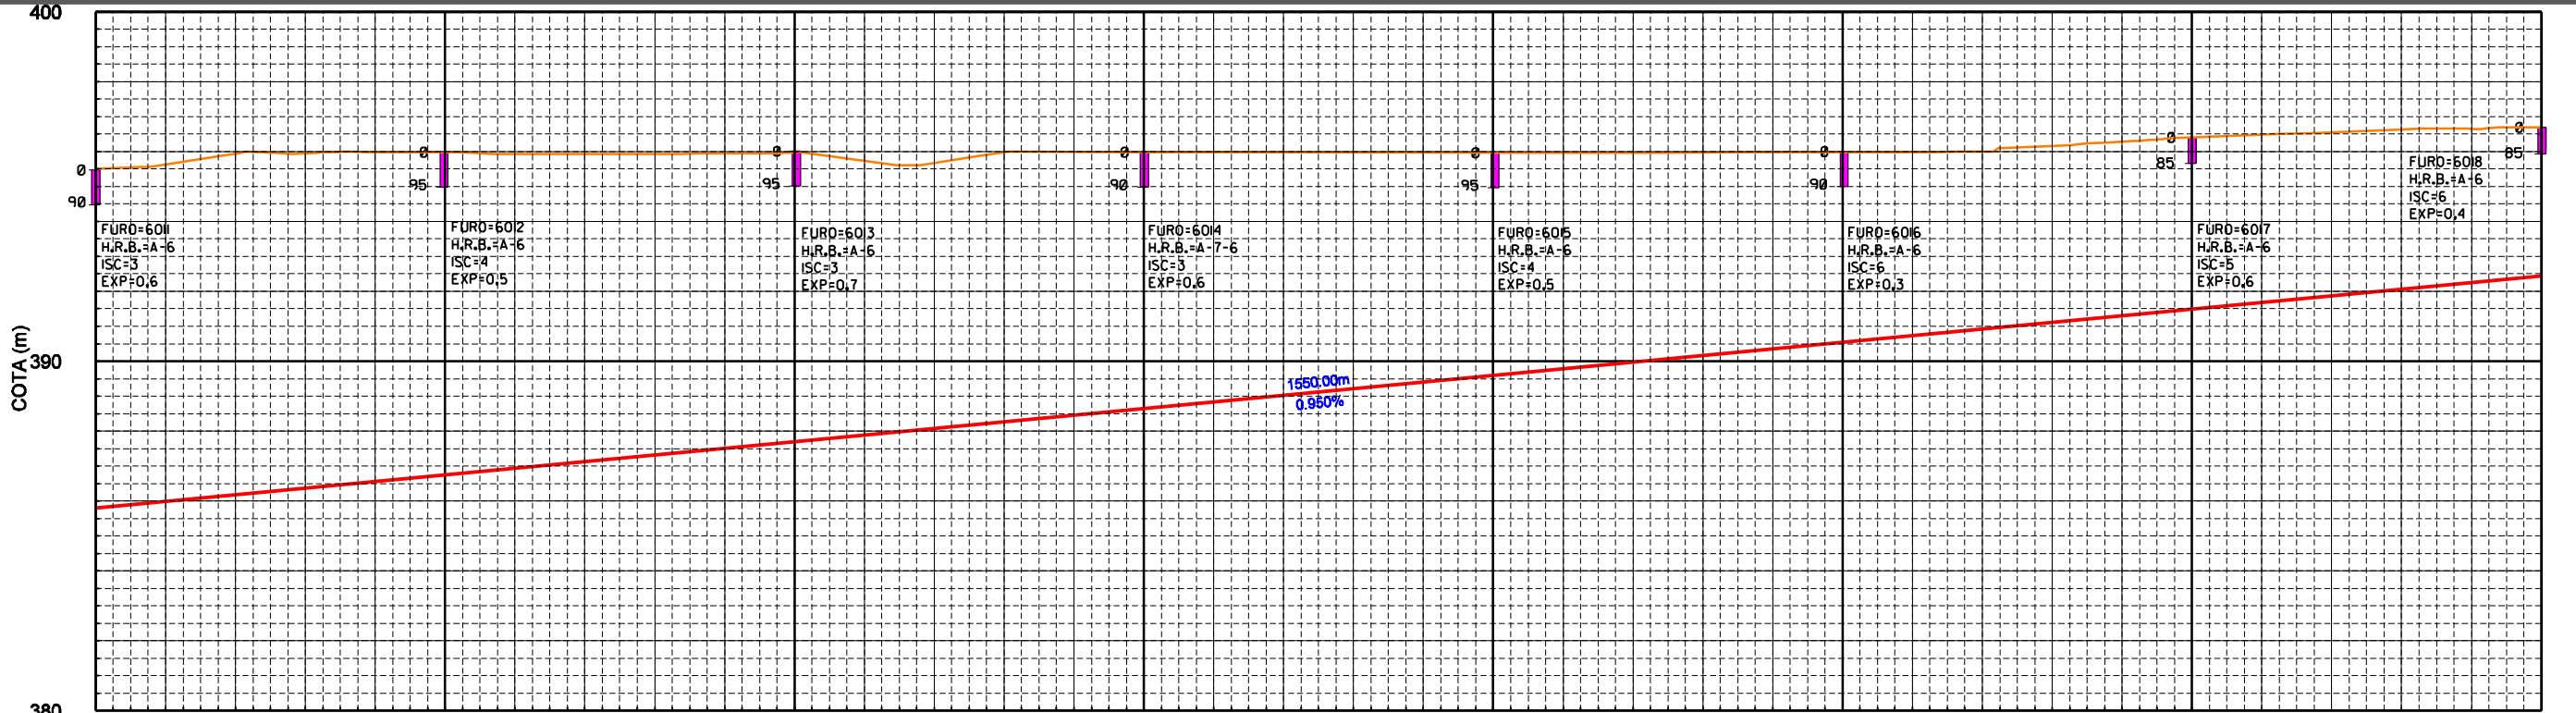 400
0
90
0
95
0
95
0
90
0
95
0
90
0
85
0
85
FURO=6011
H.R.B.=A-6
ISC=3
EXP=0,6
FURO=6012
H.R.B.=A-6
ISC=4
EXP=0,5
FURO=6013
H.R.B.=A-6
ISC=3
EXP=0,7
FURO=6014
H.R.B.=A-7-6
ISC=3
EXP=0,6
FURO=6015
H.R.B.=A-6
ISC=4
EXP=0,5
FURO=6016
H.R.B.=A-6
ISC=6
EXP=0,3
FURO=6017
H.R.B.=A-6
ISC=5
EXP=0,6
FURO=6018
H.R.B.=A-6
ISC=6
EXP=0,4
COTA (m)
390
1550.00m
0.950%
380